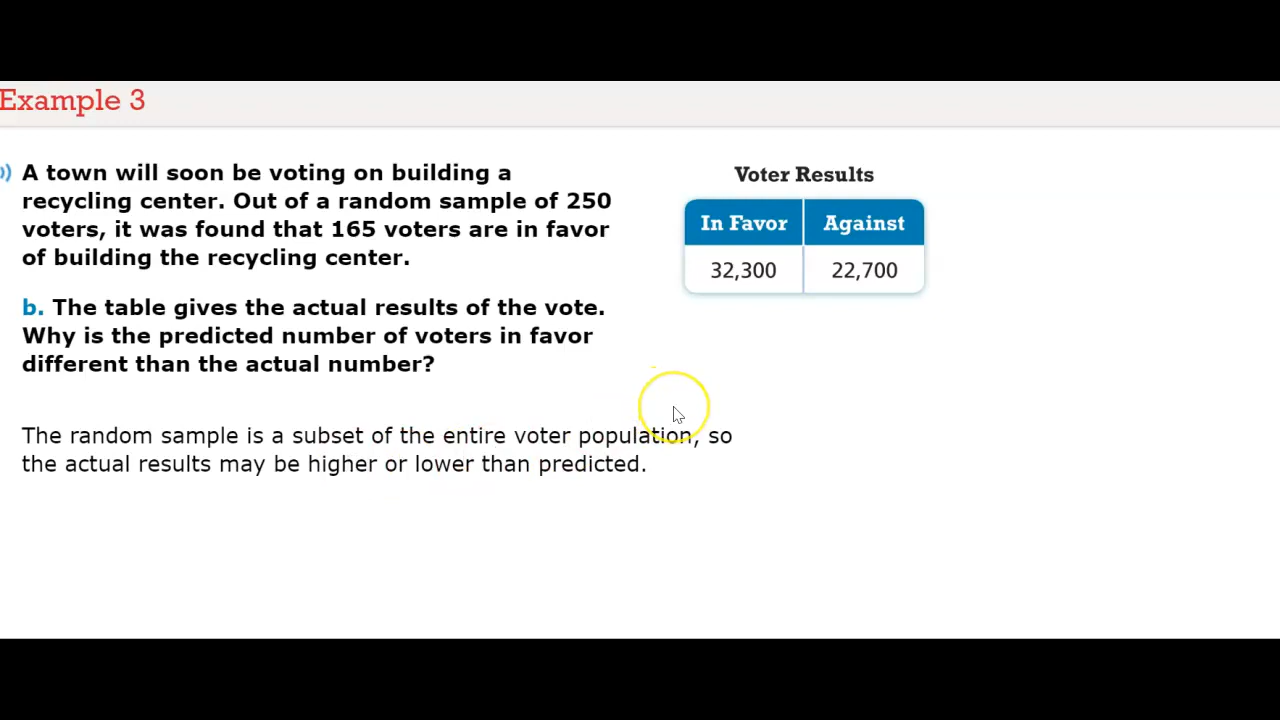 Example 3
A town will soon be voting on building a
recycling center. Out of a random sample of 250
voters, it was found that 165 voters are in favor
of building the recycling center.
b. The table gives the actual results of the vote.
Why is the predicted number of voters in favor
different than the actual number?
Voter Results
In Favor Against
32,300 22,700
The random sample is a subset of the entire voter population, so
the actual results may be higher or lower than predicted.